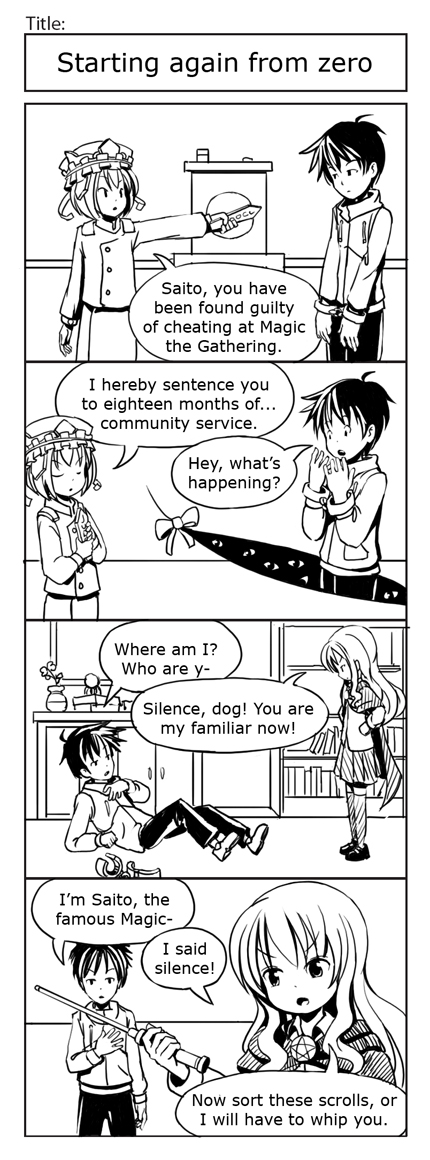 Title:
Starting again from zero
Saito, you have
been found guilty
of cheating at Magic
the Gathering.
I hereby sentence you
to eighteen months of...
community service.
Hey, what's
happening?
Where am I?
Who are y-
Silence, dog! You are
my familiar now!
I'm Saito, the
famous Magic-
I said
silence!
Now sort these scrolls, or
I will have to whip you.